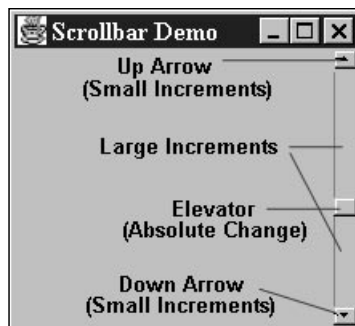 Scrollbar Demo
Up Arrow
(Small Increments)
Large Increments
Elevator
(Absolute Change)
Down Arrow
(Small Increments)